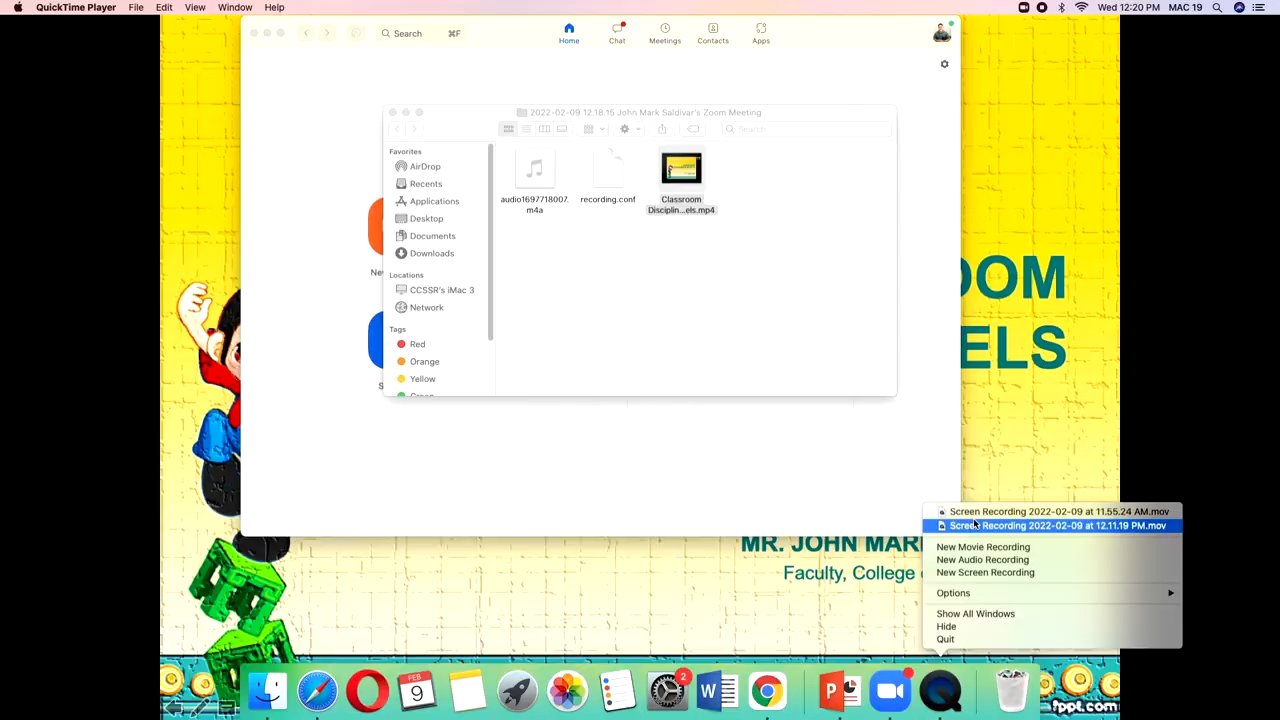 QuickTime Player File Edit View Window Help
Wed 12:20 PM MAC 19
Search ⌘F
Home Chat Meetings Contacts Apps
2022-02-09 12.18.15 John Mark Saldivar's Zoom Meeting
Search
Favorites
AirDrop
Recents
Applications
Desktop
Documents
Downloads
Locations
CCSSR's iMac 3
Network
Tags
Red
Orange
Yellow
Green
audio1697718007.
m4a
recording.conf
Classroom
Disciplin...els.mp4
Ne
S
OOM
ELS
MR. JOHN MAR
Faculty, College
Screen Recording 2022-02-09 at 11.55.24 AM.mov
Screen Recording 2022-02-09 at 12.11.19 PM.mov
New Movie Recording
New Audio Recording
New Screen Recording
Options
Show All Windows
Hide
Quit
FEB
9
2
W
P
fppt.com